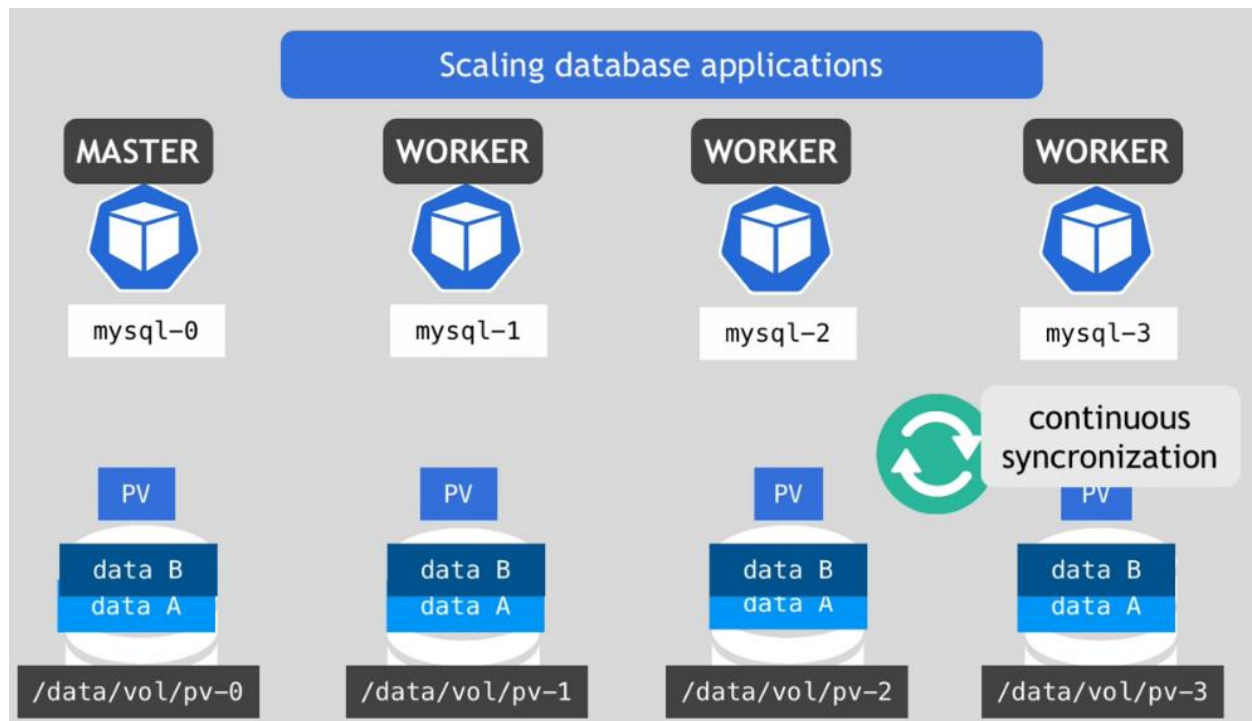 Scaling database applications
MASTER
WORKER
WORKER
WORKER
mysql-0
mysql-1
mysql-2
mysql-3
continuous
syncronization
PV
PV
PV
PV
data B
data B
data B
data B
data A
data A
data A
data A
/data/vol/pv-0
/data/vol/pv-1
/data/vol/pv-2
/data/vol/pv-3